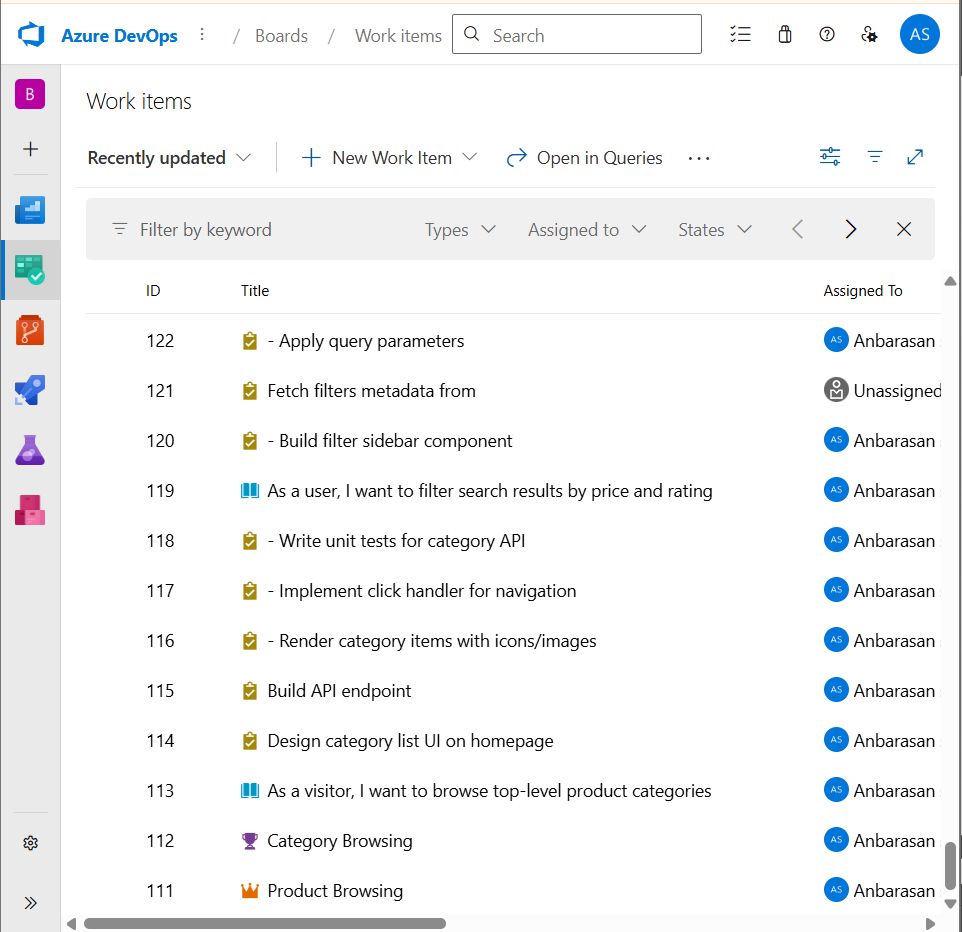 Azure DevOps / Boards / Work items Search AS
B
Work items
Recently updated New Work Item Open in Queries
Filter by keyword Types Assigned to States
ID Title Assigned To
122 - Apply query parameters AS Anbarasan
121 Fetch filters metadata from Unassigned
120 - Build filter sidebar component AS Anbarasan
119 As a user, I want to filter search results by price and rating AS Anbarasan
118 - Write unit tests for category API AS Anbarasan
117 - Implement click handler for navigation AS Anbarasan
116 - Render category items with icons/images AS Anbarasan
115 Build API endpoint AS Anbarasan
114 Design category list UI on homepage AS Anbarasan
113 As a visitor, I want to browse top-level product categories AS Anbarasan
112 Category Browsing AS Anbarasan
111 Product Browsing AS Anbarasan